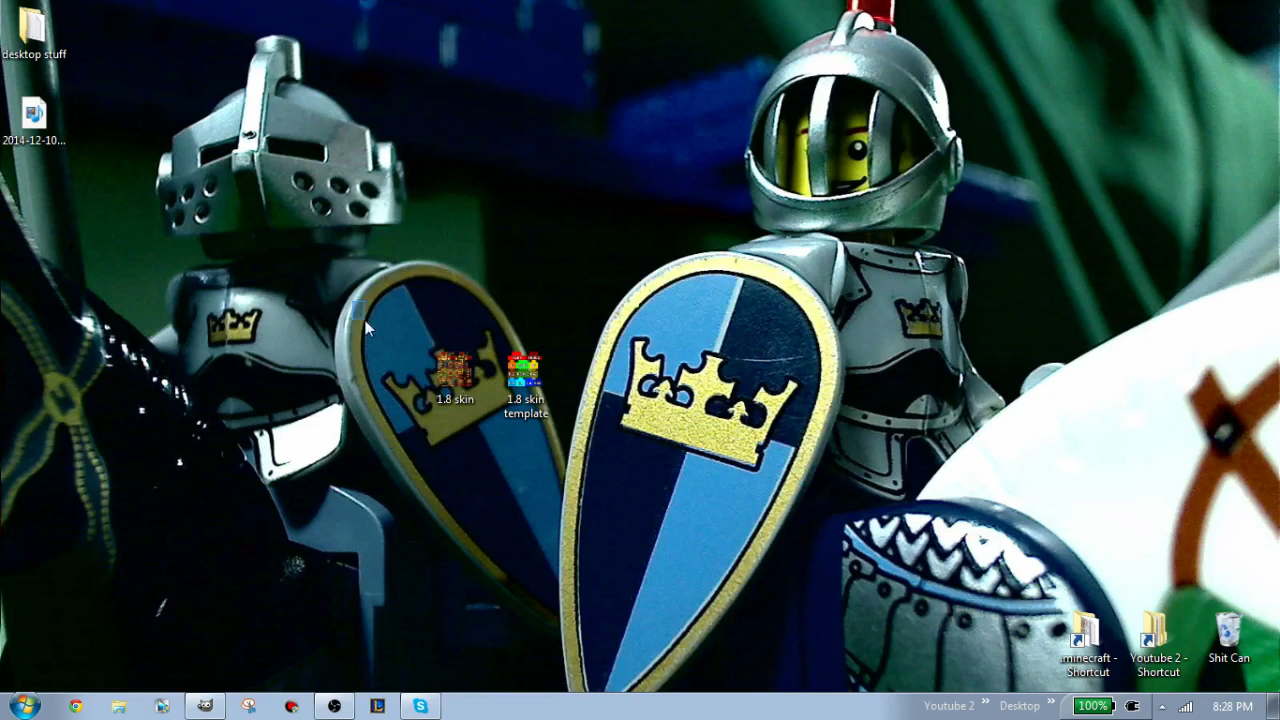 desktop stuff
2014-12-10...
1.8 skin
1.8 skin
template
.minecraft -
Shortcut
Youtube 2 -
Shortcut
Shit Can
Youtube 2
Desktop
100%
8:28 PM